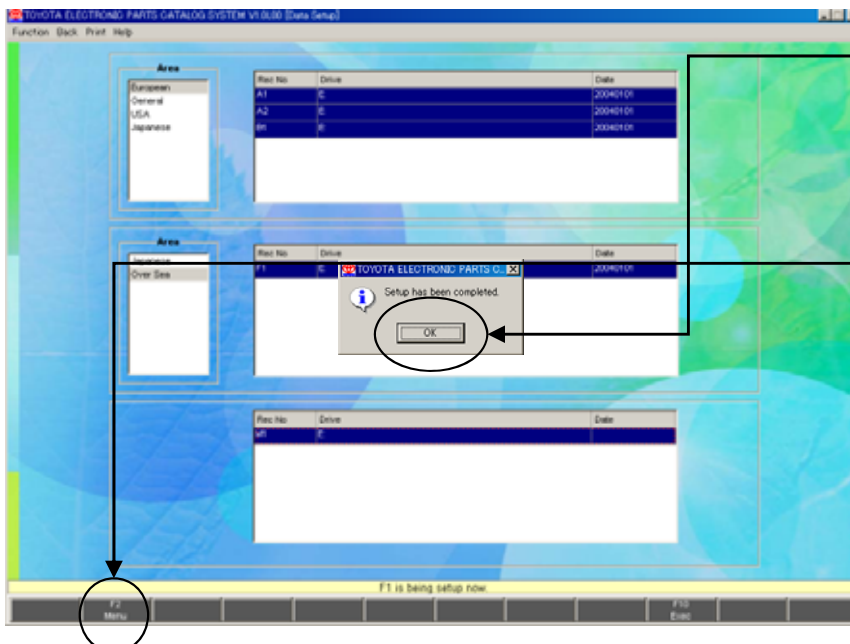 TOYOTA ELECTRONIC PARTS CATALOG SYSTEM V1.0L00 [Data Setup]
Function Back Print Help
Area
European
General
USA
Japanese
Rec No Drive Date
A1 E 20040101
A2 E 20040101
B1 E 20040101
Area
Japanese
Over Sea
Rec No Drive Date
F1 E 20040101
TOYOTA ELECTRONIC PARTS C..
Setup has been completed.
OK
Rec No Drive Date
E
F1 is being setup now.
F2
Menu
F10
Exec